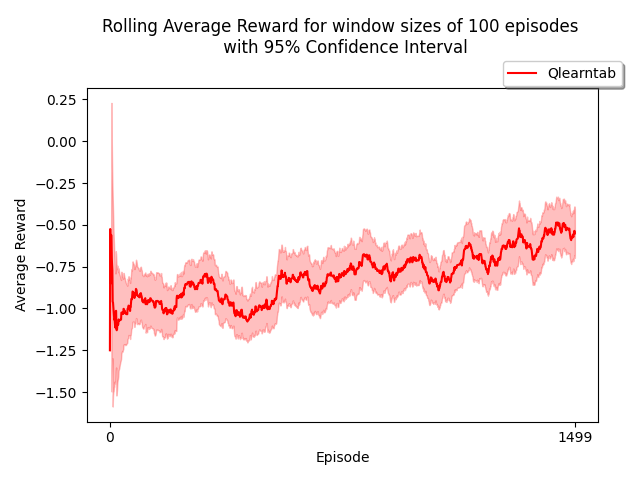 Rolling Average Reward for window sizes of 100 episodes
with 95% Confidence Interval
Qlearntab
0.25
0.00
−0.25
−0.50
−0.75
−1.00
−1.25
−1.50
Average Reward
0
1499
Episode